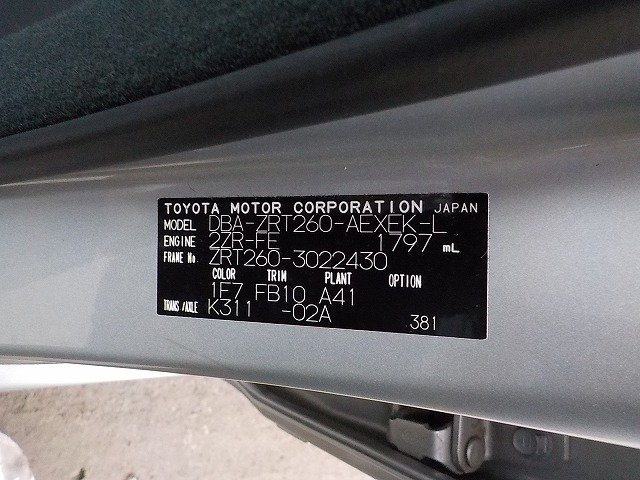 TOYOTA MOTOR CORPORATION JAPAN
MODEL DBA-ZRT260-AEXEK-L
ENGINE 2ZR-FE 1797 mL
FRAME No. ZRT260-3022430
COLOR TRIM PLANT OPTION
1F7 FB10 A41
TRANS/AXLE K311 -02A
381